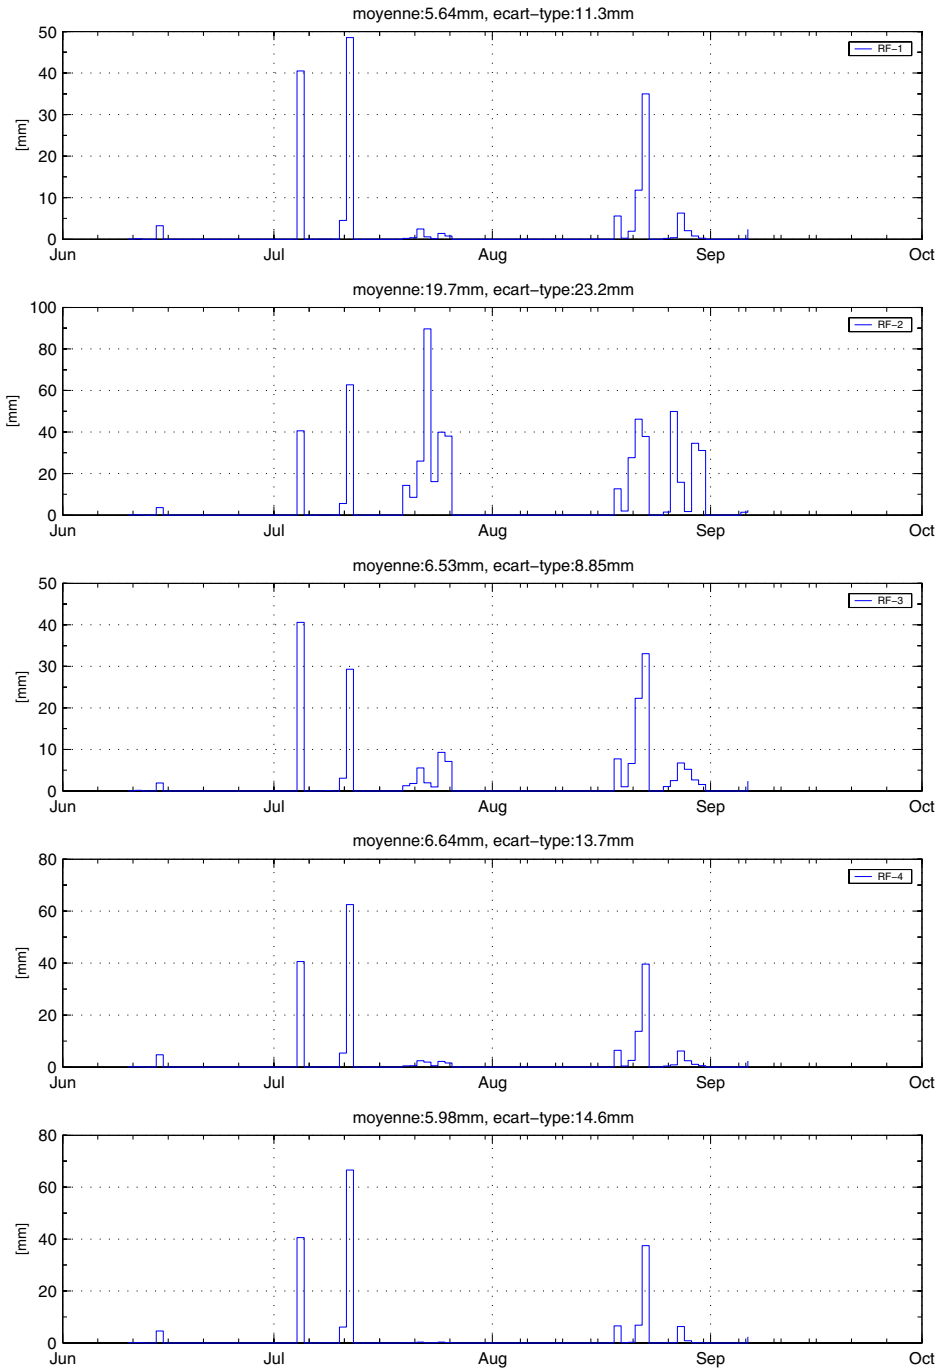 moyenne:5.64mm, ecart-type:11.3mm
50
40
30
20
10
0
[mm]
RF-1
Jun Jul Aug Sep Oct
moyenne:19.7mm, ecart-type:23.2mm
100
80
60
40
20
0
[mm]
RF-2
Jun Jul Aug Sep Oct
moyenne:6.53mm, ecart-type:8.85mm
50
40
30
20
10
0
[mm]
RF-3
Jun Jul Aug Sep Oct
moyenne:6.64mm, ecart-type:13.7mm
80
60
40
20
0
[mm]
RF-4
Jun Jul Aug Sep Oct
moyenne:5.98mm, ecart-type:14.6mm
80
60
40
20
0
[mm]
Jun Jul Aug Sep Oct